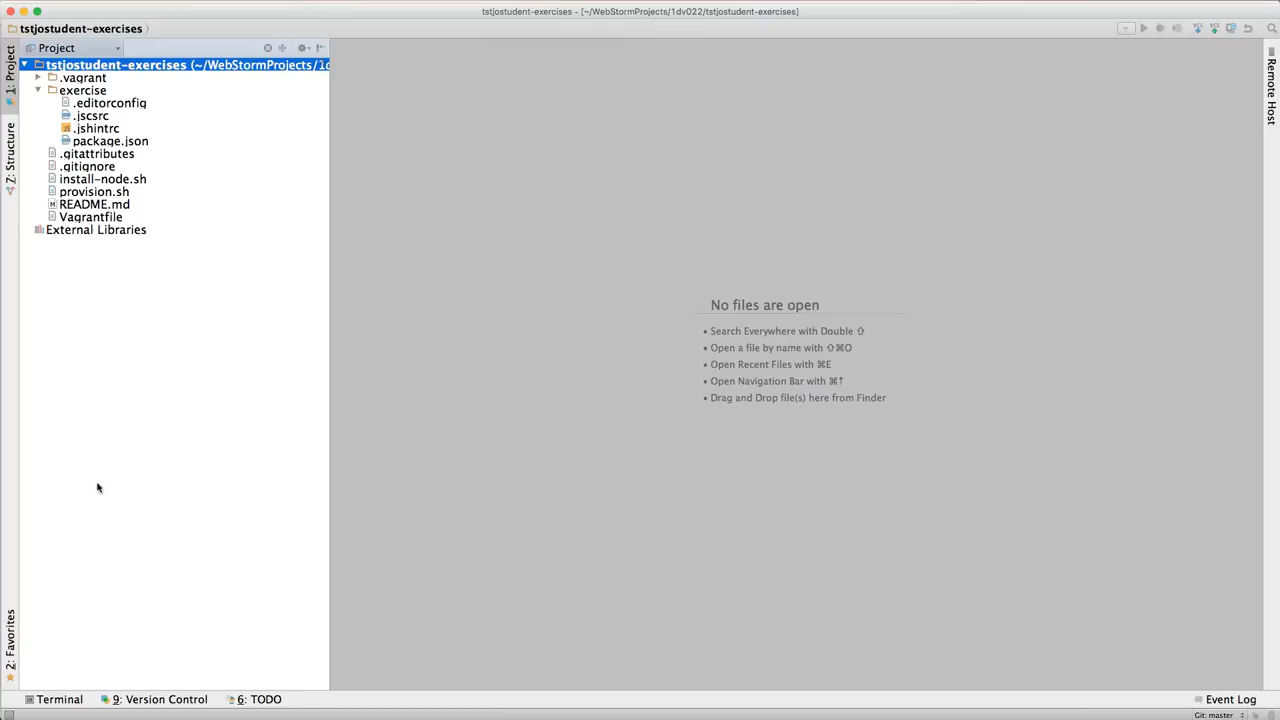 tstjostudent-exercises - [~/WebStormProjects/1dv022/tstjostudent-exercises]
tstjostudent-exercises
1: Project
Project
tstjostudent-exercises (~/WebStormProjects/1d
.vagrant
exercise
.editorconfig
.jscsrc
.jshintrc
package.json
.gitattributes
.gitignore
install-node.sh
provision.sh
README.md
Vagrantfile
External Libraries
Z: Structure
2: Favorites
Remote Host
No files are open
• Search Everywhere with Double ⇧
• Open a file by name with ⇧⌘O
• Open Recent Files with ⌘E
• Open Navigation Bar with ⌘↑
• Drag and Drop file(s) here from Finder
Terminal
9: Version Control
6: TODO
Event Log
Git: master